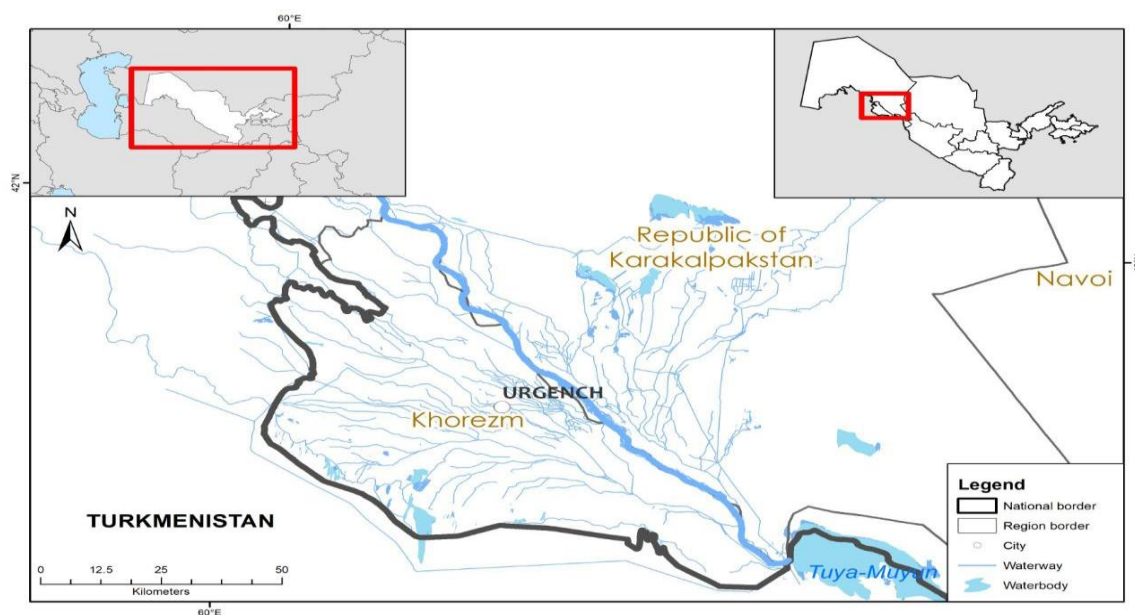 60°E
42°N
N
Republic of
Karakalpakstan
Navoi
URGENCH
Khorezm
TURKMENISTAN
Tuya-Muyun
0 12.5 25 50
Kilometers
60°E
Legend
National border
Region border
City
Waterway
Waterbody